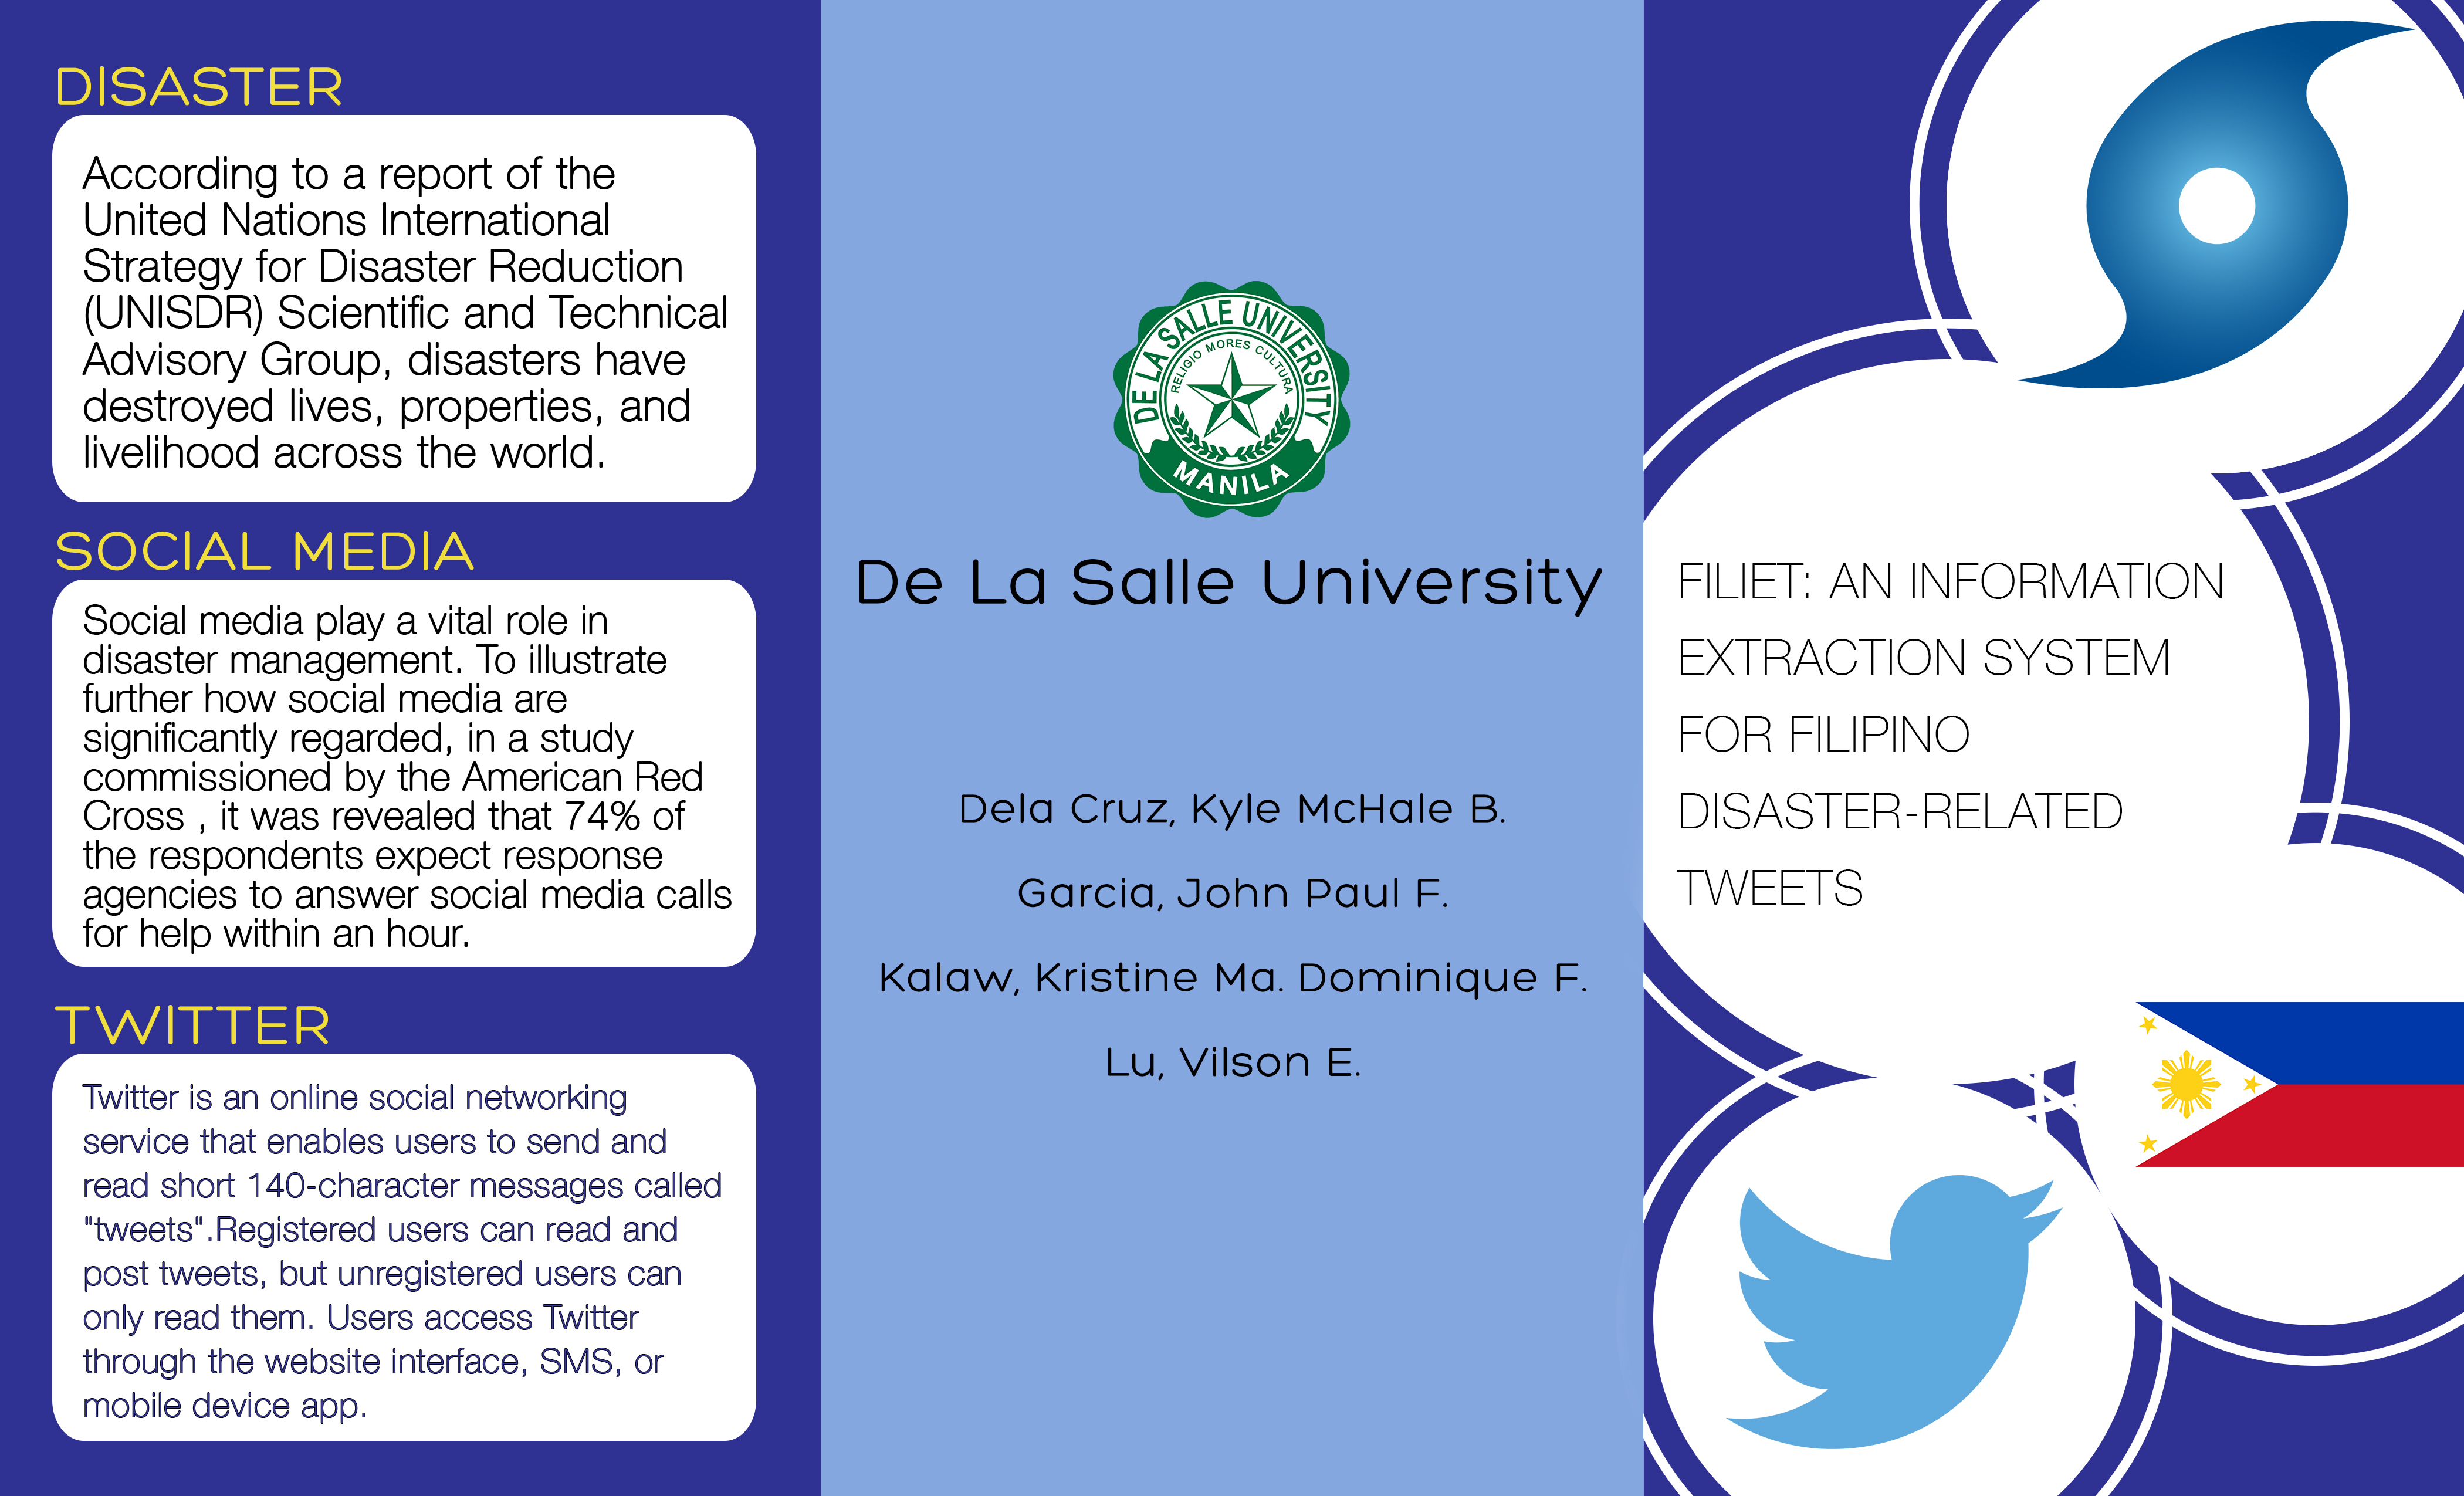 DISASTER
According to a report of the
United Nations International
Strategy for Disaster Reduction
(UNISDR) Scientific and Technical
Advisory Group, disasters have
destroyed lives, properties, and
livelihood across the world.
SOCIAL MEDIA
Social media play a vital role in
disaster management. To illustrate
further how social media are
significantly regarded, in a study
commissioned by the American Red
Cross , it was revealed that 74% of
the respondents expect response
agencies to answer social media calls
for help within an hour.
TWITTER
Twitter is an online social networking
service that enables users to send and
read short 140-character messages called
"tweets".Registered users can read and
post tweets, but unregistered users can
only read them. Users access Twitter
through the website interface, SMS, or
mobile device app.
DE LA SALLE UNIVERSITY
RELIGIO MORES CULTURA
MANILA
De La Salle University
Dela Cruz, Kyle McHale B.
Garcia, John Paul F.
Kalaw, Kristine Ma. Dominique F.
Lu, Vilson E.
FILIET: AN INFORMATION
EXTRACTION SYSTEM
FOR FILIPINO
DISASTER-RELATED
TWEETS